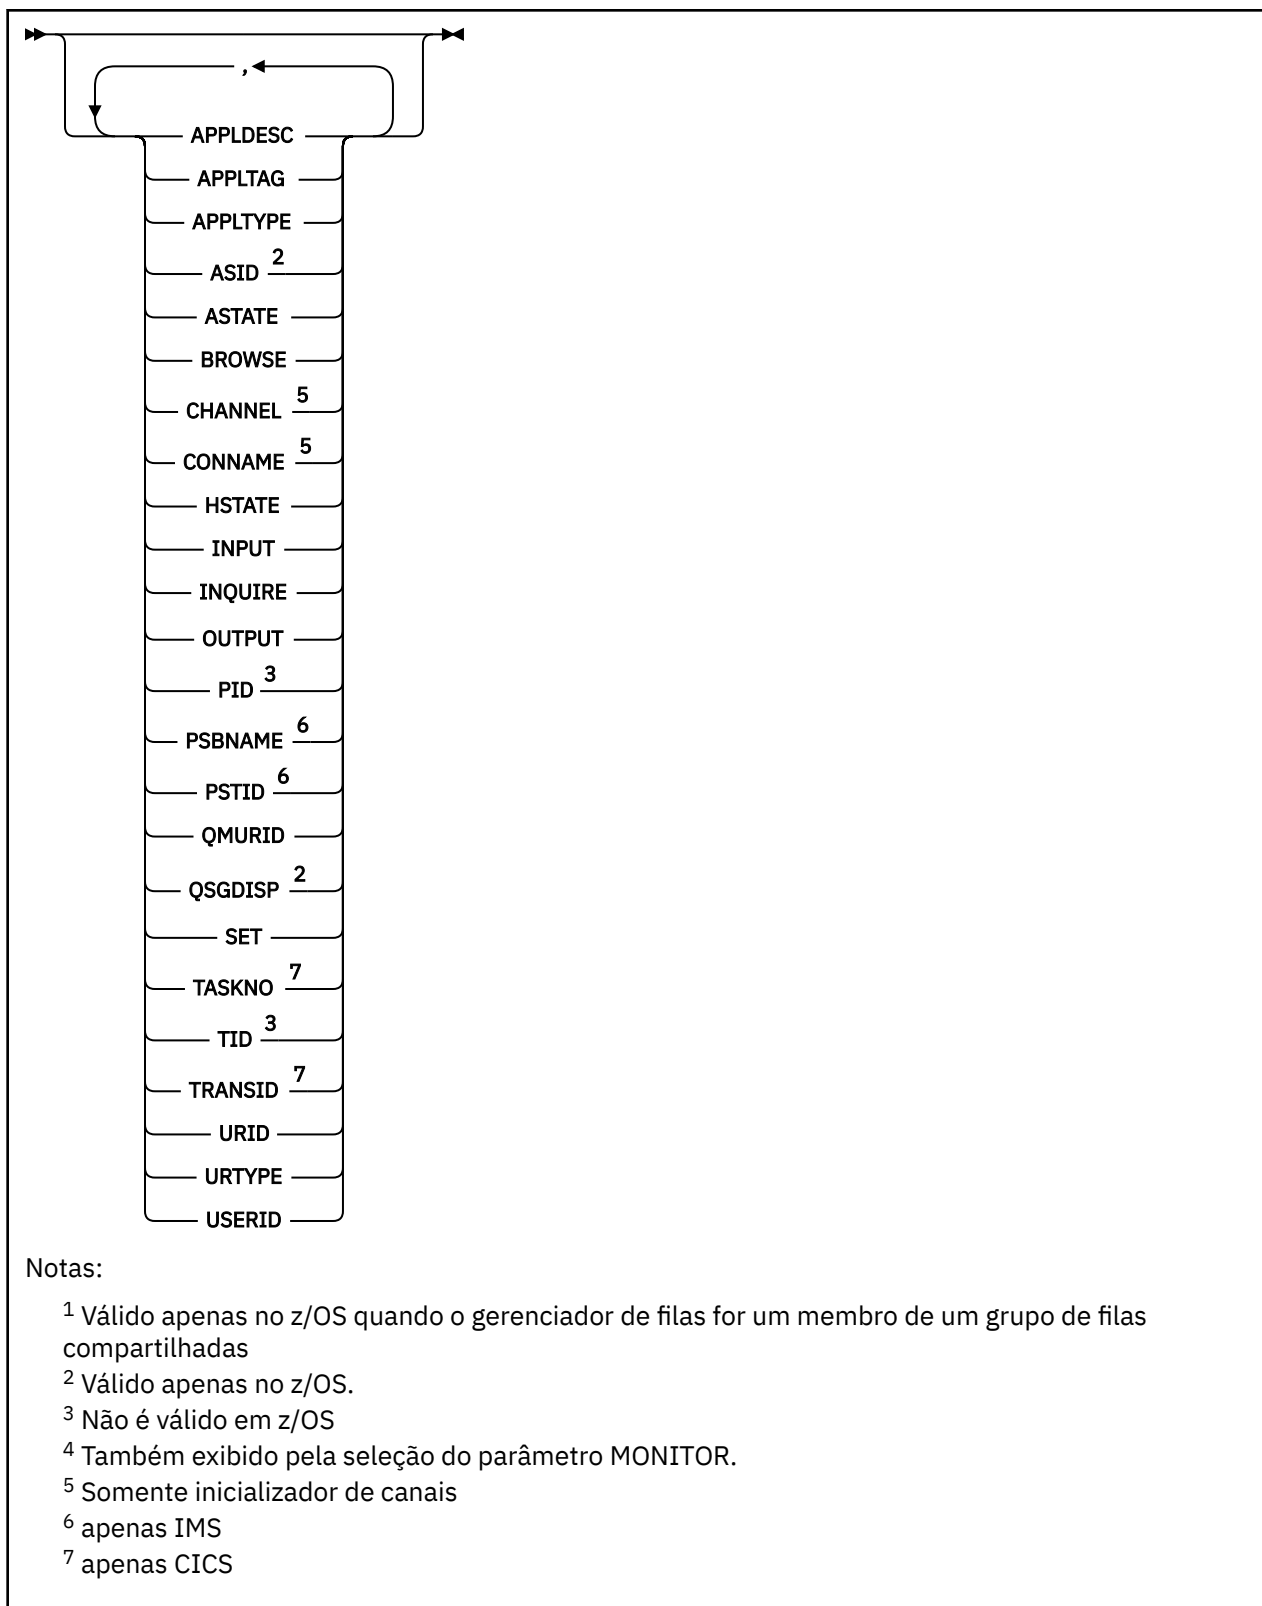 ,
APPLDESC
APPLTAG
APPLTYPE
ASID 2
ASTATE
BROWSE
CHANNEL 5
CONNAME 5
HSTATE
INPUT
INQUIRE
OUTPUT
PID 3
PSBNAME 6
PSTID 6
QMURID
QSGDISP 2
SET
TASKNO 7
TID 3
TRANSID 7
URID
URTYPE
USERID
Notas:
1 Válido apenas no z/OS quando o gerenciador de filas for um membro de um grupo de filas
compartilhadas
2 Válido apenas no z/OS.
3 Não é válido em z/OS
4 Também exibido pela seleção do parâmetro MONITOR.
5 Somente inicializador de canais
6 apenas IMS
7 apenas CICS